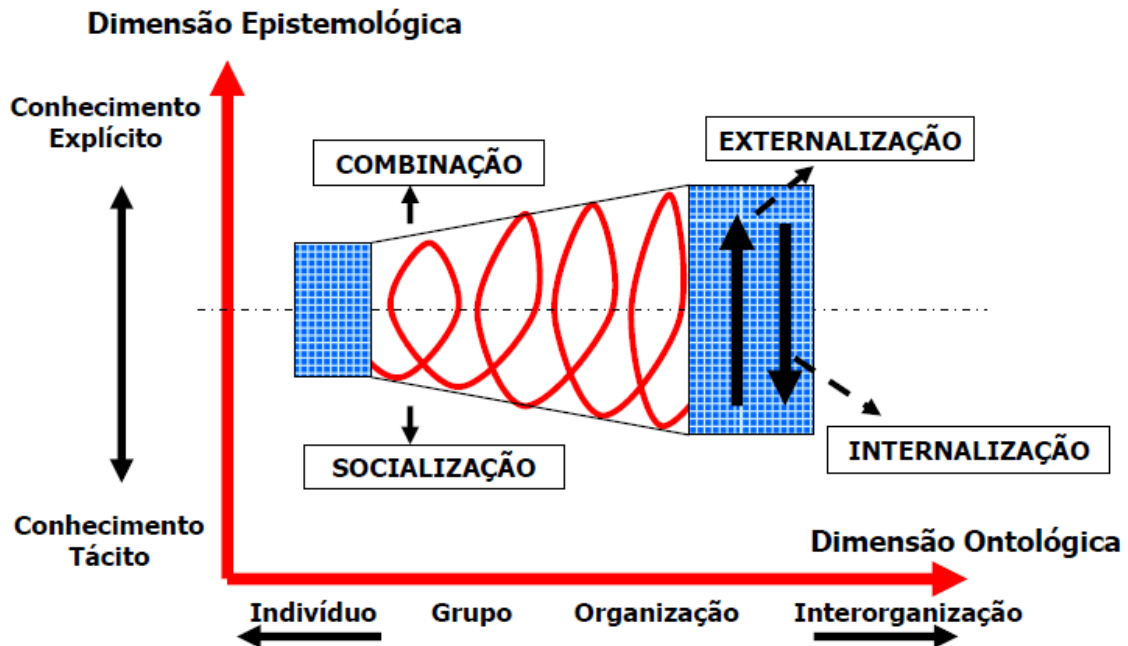 Dimensão Epistemológica
Conhecimento
Explícito
EXTERNALIZAÇÃO
COMBINAÇÃO
SOCIALIZAÇÃO
INTERNALIZAÇÃO
Conhecimento
Tácito
Dimensão Ontológica
Indivíduo Grupo Organização Interorganização